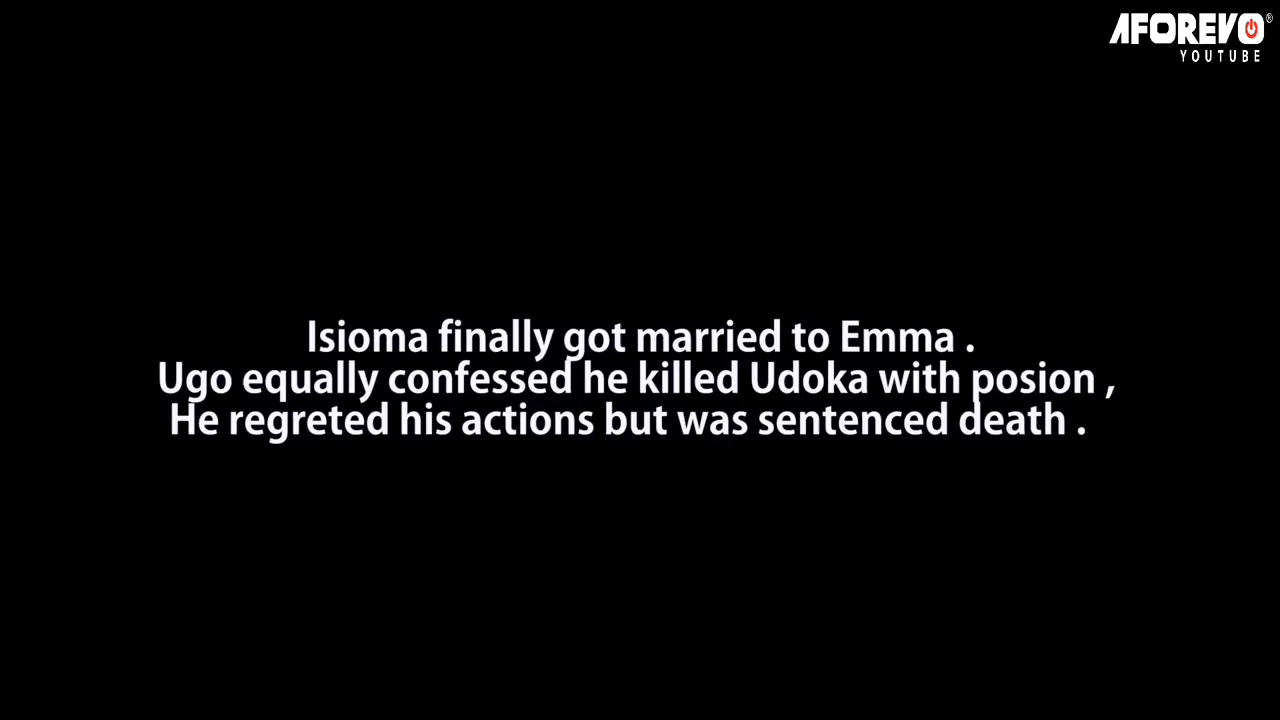 AFOREVO®
YOUTUBE
Isioma finally got married to Emma .
Ugo equally confessed he killed Udoka with posion ,
He regreted his actions but was sentenced death .